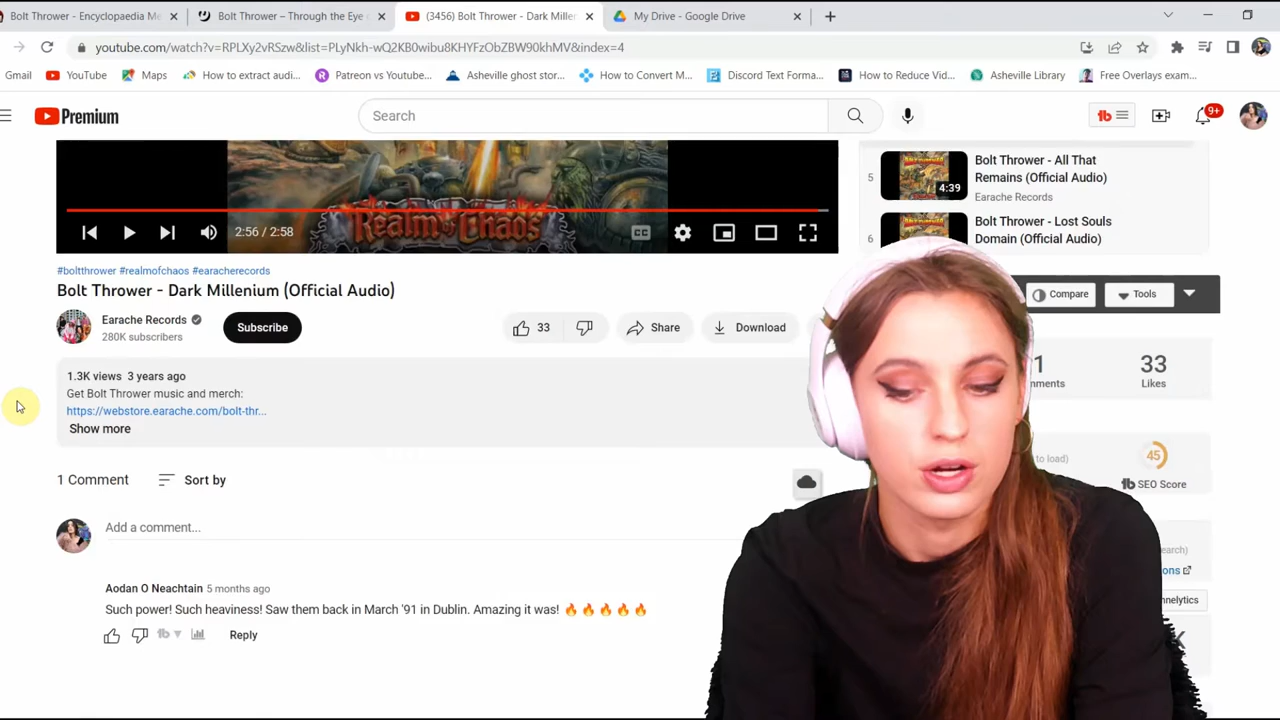 Bolt Thrower - Encyclopaedia Me
Bolt Thrower – Through the Eye o
(3456) Bolt Thrower - Dark Millen
My Drive - Google Drive
youtube.com/watch?v=RPLXy2vRSzw&list=PLyNkh-wQ2KB0wibu8KHYFzObZBW90khMV&index=4
Gmail
YouTube
Maps
How to extract audi...
Patreon vs Youtube...
Asheville ghost stor...
How to Convert M...
Discord Text Forma...
How to Reduce Vid...
Asheville Library
Free Overlays exam...
Premium
Search
9+
5
Bolt Thrower - All That
Remains (Official Audio)
4:39
Earache Records
6
Bolt Thrower - Lost Souls
Domain (Official Audio)
Realm of Chaos
2:56 / 2:58
CC
#bolthrower #realmofchaos #earacherecords
Bolt Thrower - Dark Millenium (Official Audio)
Earache Records
280K subscribers
Subscribe
33
Share
Download
Compare
Tools
1.3K views 3 years ago
Get Bolt Thrower music and merch:
https://webstore.earache.com/bolt-thr...
Show more
1
mments
33
Likes
to load)
45
tb SEO Score
1 Comment
Sort by
Add a comment...
earch)
ons
nelytics
Aodan O Neachtain 5 months ago
Such power! Such heaviness! Saw them back in March '91 in Dublin. Amazing it was! 🔥🔥🔥🔥🔥
Reply